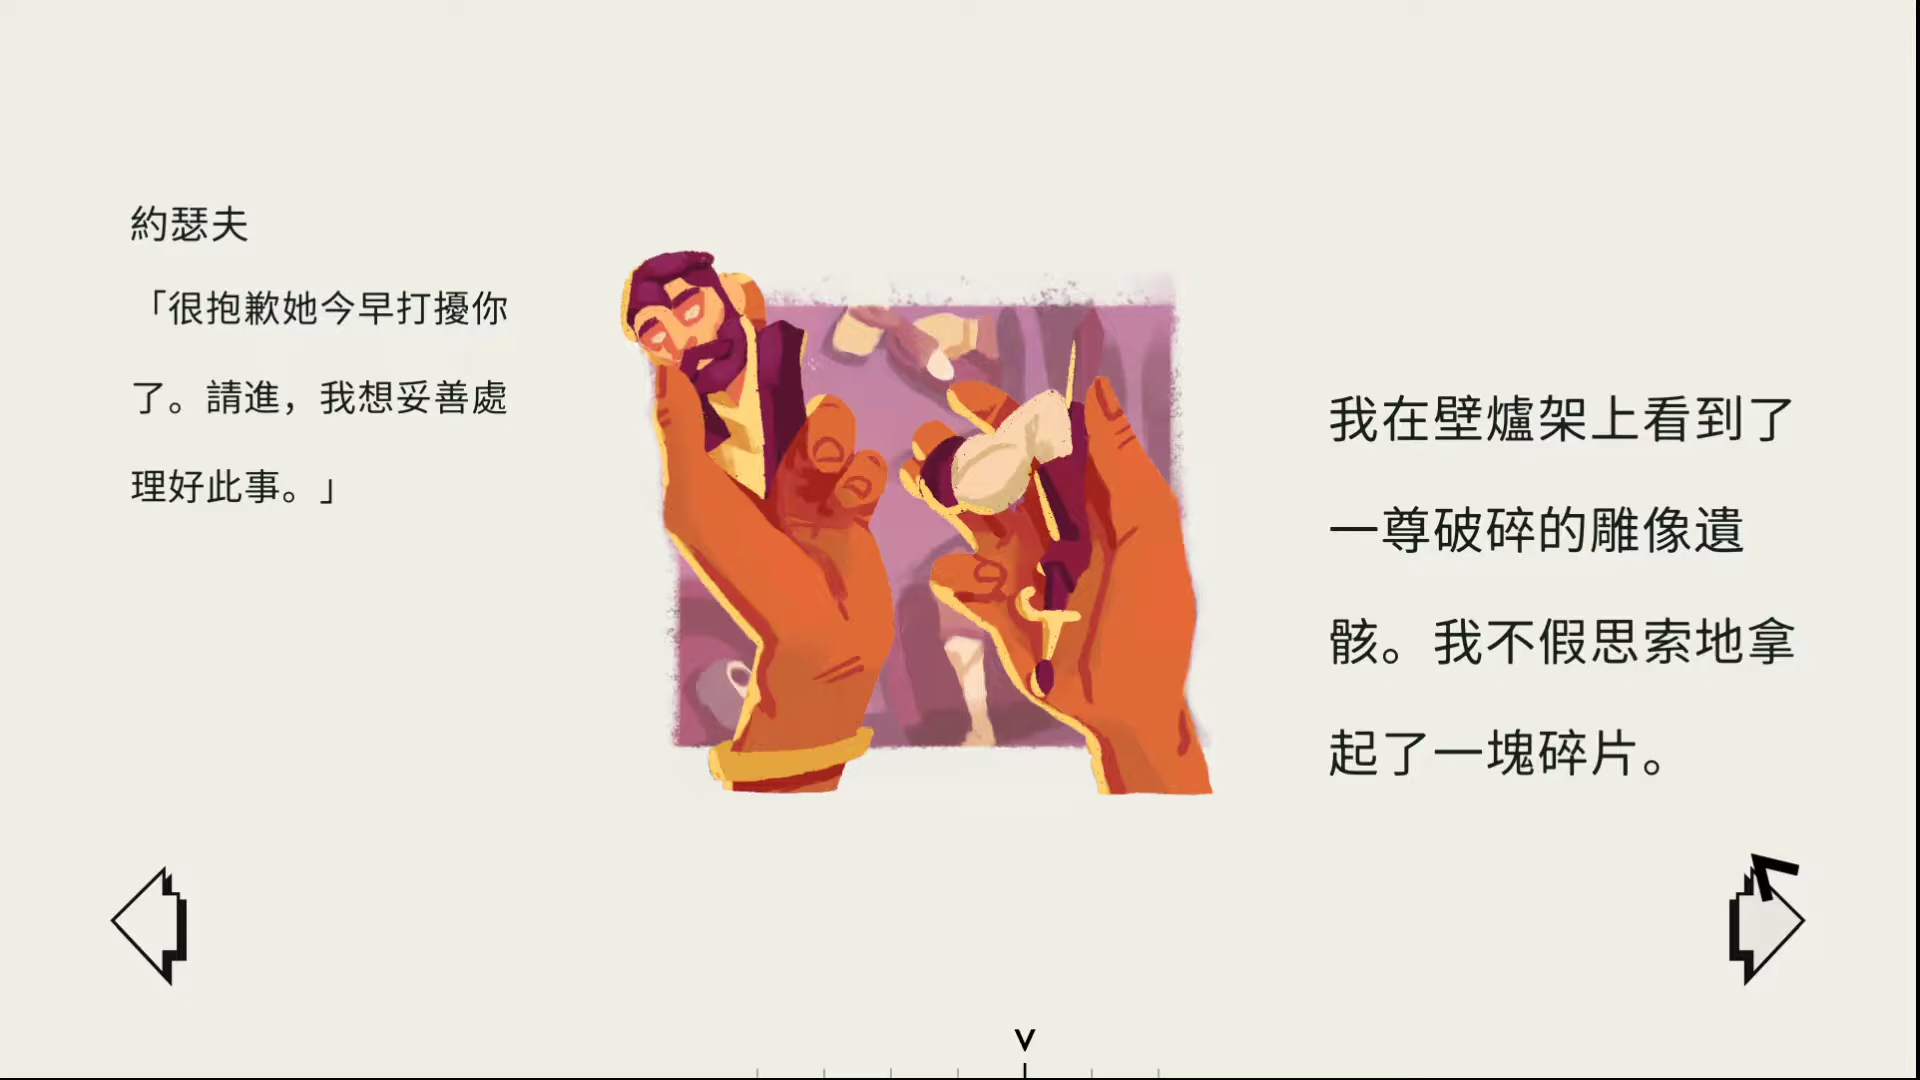 約瑟夫
「很抱歉她今早打擾你
了。請進，我想妥善處
理好此事。」
我在壁爐架上看到了
一尊破碎的雕像遺
骸。我不假思索地拿
起了一塊碎片。